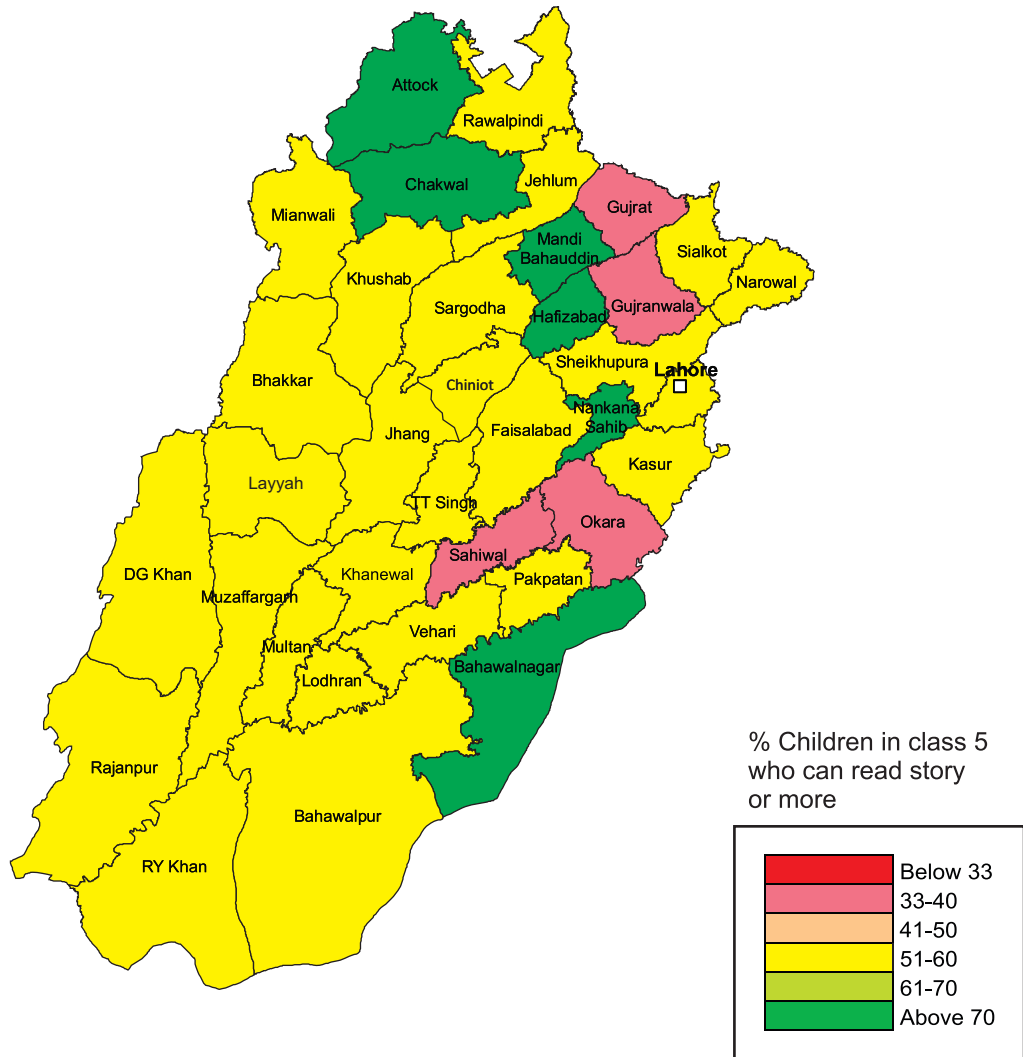 Attock
Rawalpindi
Chakwal
Jehlum
Gujrat
Mianwali
Mandi
Bahauddin
Sialkot
Khushab
Narowal
Sargodha
Gujranwala
Hafizabad
Sheikhupura
Lahore
Bhakkar
Chiniot
Nankana
Sahib
Jhang
Faisalabad
Kasur
Layyah
TT Singh
Okara
Sahiwal
DG Khan
Khanewal
Pakpatan
Muzaffargarh
Vehari
Multan
Bahawalnagar
Lodhran
Rajanpur
Bahawalpur
RY Khan
% Children in class 5
who can read story
or more
Below 33
33-40
41-50
51-60
61-70
Above 70